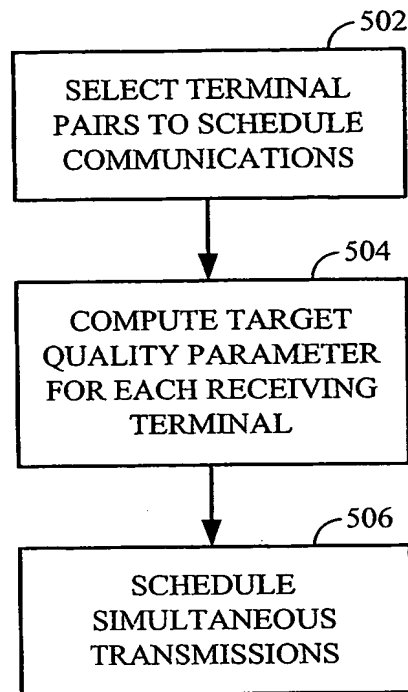 502
SELECT TERMINAL
PAIRS TO SCHEDULE
COMMUNICATIONS
504
COMPUTE TARGET
QUALITY PARAMETER
FOR EACH RECEIVING
TERMINAL
506
SCHEDULE
SIMULTANEOUS
TRANSMISSIONS